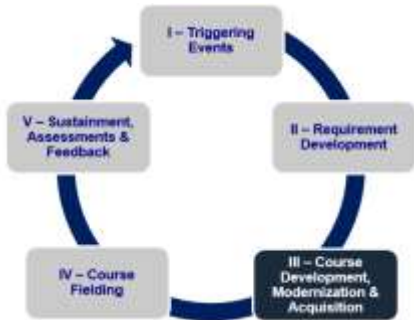 I – Triggering
Events
II – Requirement
Development
III – Course
Development,
Modernization &
Acquisition
IV – Course
Fielding
V – Sustainment,
Assessments &
Feedback